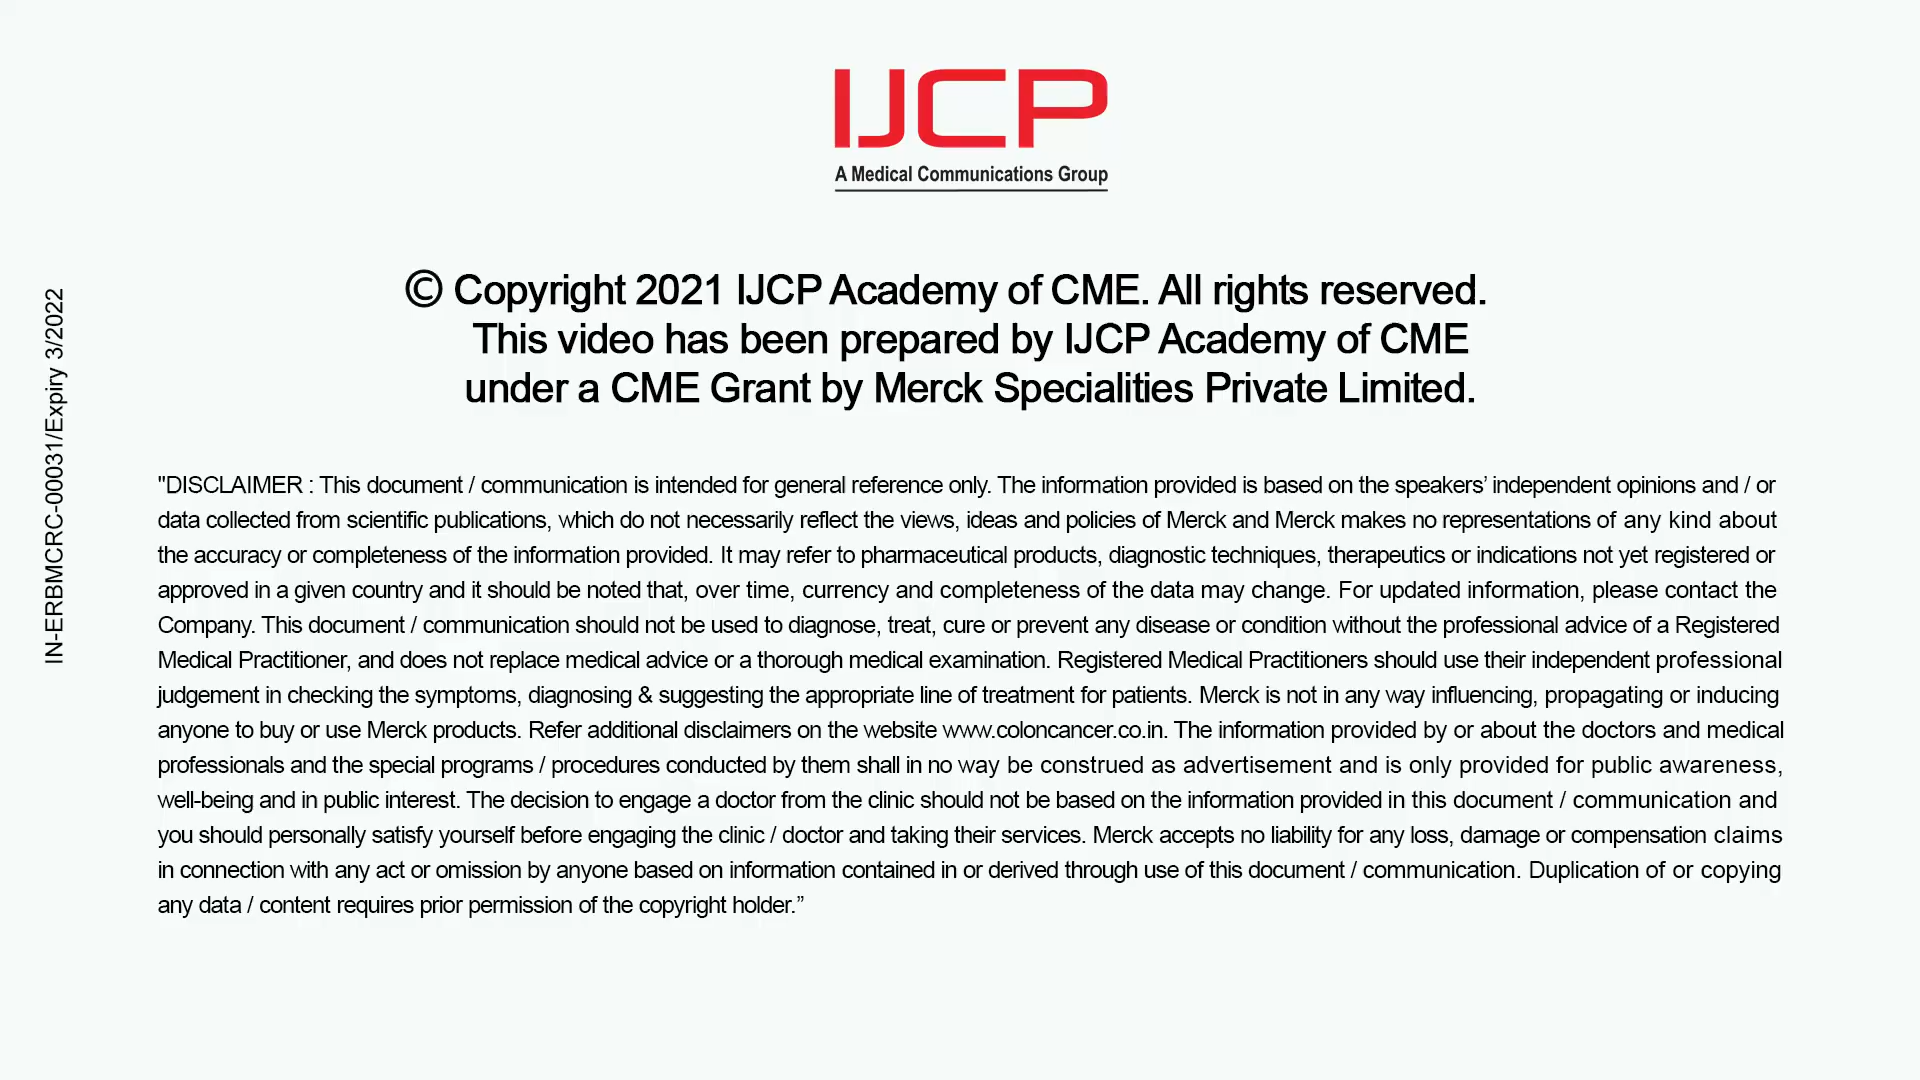 IJCP
A Medical Communications Group
© Copyright 2021 IJCP Academy of CME. All rights reserved.
This video has been prepared by IJCP Academy of CME
under a CME Grant by Merck Specialities Private Limited.
IN-ERBMCRC-00031/Expiry 3/2022
"DISCLAIMER : This document / communication is intended for general reference only. The information provided is based on the speakers’ independent opinions and / or
data collected from scientific publications, which do not necessarily reflect the views, ideas and policies of Merck and Merck makes no representations of any kind about
the accuracy or completeness of the information provided. It may refer to pharmaceutical products, diagnostic techniques, therapeutics or indications not yet registered or
approved in a given country and it should be noted that, over time, currency and completeness of the data may change. For updated information, please contact the
Company. This document / communication should not be used to diagnose, treat, cure or prevent any disease or condition without the professional advice of a Registered
Medical Practitioner, and does not replace medical advice or a thorough medical examination. Registered Medical Practitioners should use their independent professional
judgement in checking the symptoms, diagnosing & suggesting the appropriate line of treatment for patients. Merck is not in any way influencing, propagating or inducing
anyone to buy or use Merck products. Refer additional disclaimers on the website www.coloncancer.co.in. The information provided by or about the doctors and medical
professionals and the special programs / procedures conducted by them shall in no way be construed as advertisement and is only provided for public awareness,
well-being and in public interest. The decision to engage a doctor from the clinic should not be based on the information provided in this document / communication and
you should personally satisfy yourself before engaging the clinic / doctor and taking their services. Merck accepts no liability for any loss, damage or compensation claims
in connection with any act or omission by anyone based on information contained in or derived through use of this document / communication. Duplication of or copying
any data / content requires prior permission of the copyright holder.”